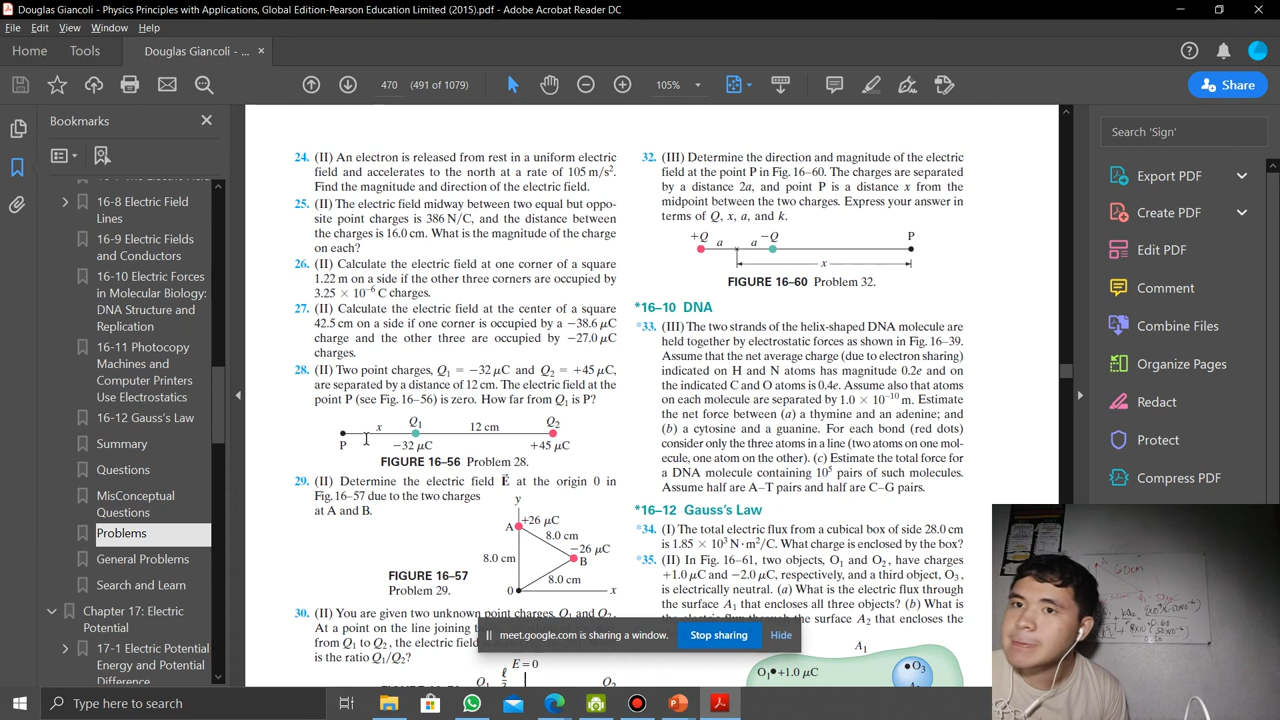 Douglas Giancoli - Physics Principles with Applications, Global Edition-Pearson Education Limited (2015).pdf - Adobe Acrobat Reader DC
File Edit View Window Help
Home Tools Douglas Giancoli - ... ×
470 (491 of 1079) 105% Share
Bookmarks
16-8 Electric Field
Lines
16-9 Electric Fields
and Conductors
16-10 Electric Forces
in Molecular Biology:
DNA Structure and
Replication
16-11 Photocopy
Machines and
Computer Printers
Use Electrostatics
16-12 Gauss's Law
Summary
Questions
MisConceptual
Questions
Problems
General Problems
Search and Learn
Chapter 17: Electric
Potential
17-1 Electric Potential
Energy and Potential
Difference
24. (II) An electron is released from rest in a uniform electric
field and accelerates to the north at a rate of 105 m/s².
Find the magnitude and direction of the electric field.
25. (II) The electric field midway between two equal but oppo-
site point charges is 386 N/C, and the distance between
the charges is 16.0 cm. What is the magnitude of the charge
on each?
26. (II) Calculate the electric field at one corner of a square
1.22 m on a side if the other three corners are occupied by
3.25 × 10⁻⁶ C charges.
27. (II) Calculate the electric field at the center of a square
42.5 cm on a side if one corner is occupied by a −38.6 μC
charge and the other three are occupied by −27.0 μC
charges.
28. (II) Two point charges, Q₁ = −32 μC and Q₂ = +45 μC,
are separated by a distance of 12 cm. The electric field at the
point P (see Fig. 16–56) is zero. How far from Q₁ is P?
x Q₁ 12 cm Q₂
P −32 μC +45 μC
FIGURE 16–56 Problem 28.
29. (II) Determine the electric field E⃗ at the origin 0 in
Fig. 16–57 due to the two charges
at A and B.
y
A +26 μC
8.0 cm
−26 μC
8.0 cm B
8.0 cm
0 x
FIGURE 16–57
Problem 29.
30. (II) You are given two unknown point charges, Q₁ and Q₂.
At a point on the line joining
from Q₁ to Q₂, the electric
is the ratio Q₁/Q₂?
E = 0
Q₁ ℓ Q₂
32. (III) Determine the direction and magnitude of the electric
field at the point P in Fig. 16–60. The charges are separated
by a distance 2a, and point P is a distance x from the
midpoint between the two charges. Express your answer in
terms of Q, x, a, and k.
+Q a a −Q P
x
FIGURE 16–60 Problem 32.
*16–10 DNA
*33. (III) The two strands of the helix-shaped DNA molecule are
held together by electrostatic forces as shown in Fig. 16–39.
Assume that the net average charge (due to electron sharing)
indicated on H and N atoms has magnitude 0.2e and on
the indicated C and O atoms is 0.4e. Assume also that atoms
on each molecule are separated by 1.0 × 10⁻¹⁰ m. Estimate
the net force between (a) a thymine and an adenine; and
(b) a cytosine and a guanine. For each bond (red dots)
consider only the three atoms in a line (two atoms on one mol-
ecule, one atom on the other). (c) Estimate the total force for
a DNA molecule containing 10⁵ pairs of such molecules.
Assume half are A–T pairs and half are C–G pairs.
*16–12 Gauss's Law
*34. (I) The total electric flux from a cubical box of side 28.0 cm
is 1.85 × 10³ N·m²/C. What charge is enclosed by the box?
*35. (II) In Fig. 16–61, two objects, O₁ and O₂, have charges
+1.0 μC and −2.0 μC, respectively, and a third object, O₃,
is electrically neutral. (a) What is the electric flux through
the surface A₁ that encloses all three objects? (b) What is
the electric flux through the surface A₂ that encloses the
A₁
O₁ +1.0 μC O₃
meet.google.com is sharing a window. Stop sharing Hide
Search 'Sign'
Export PDF
Create PDF
Edit PDF
Comment
Combine Files
Organize Pages
Redact
Protect
Compress PDF
60cm
Type here to search